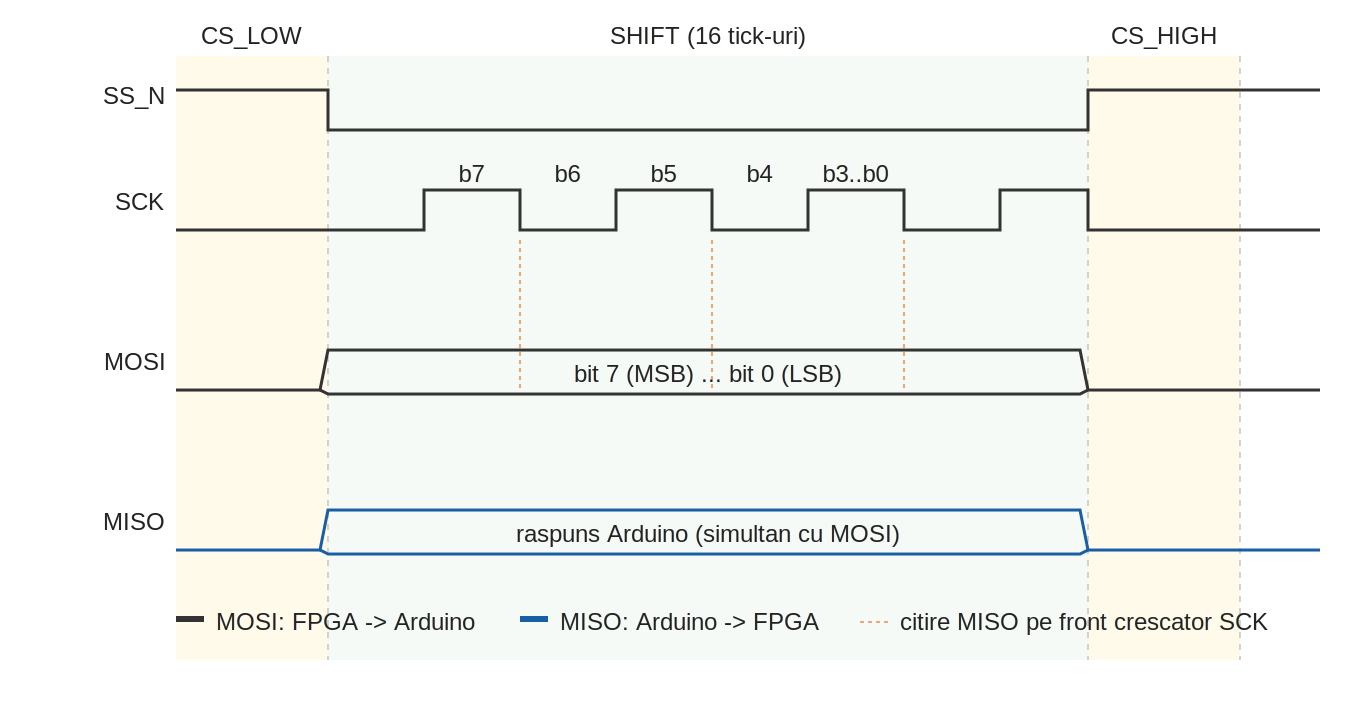 CS_LOW SHIFT (16 tick-uri) CS_HIGH
SS_N
b7 b6 b5 b4 b3..b0
SCK
MOSI
bit 7 (MSB) ... bit 0 (LSB)
MISO
raspuns Arduino (simultan cu MOSI)
MOSI: FPGA -> Arduino MISO: Arduino -> FPGA citire MISO pe front crescator SCK